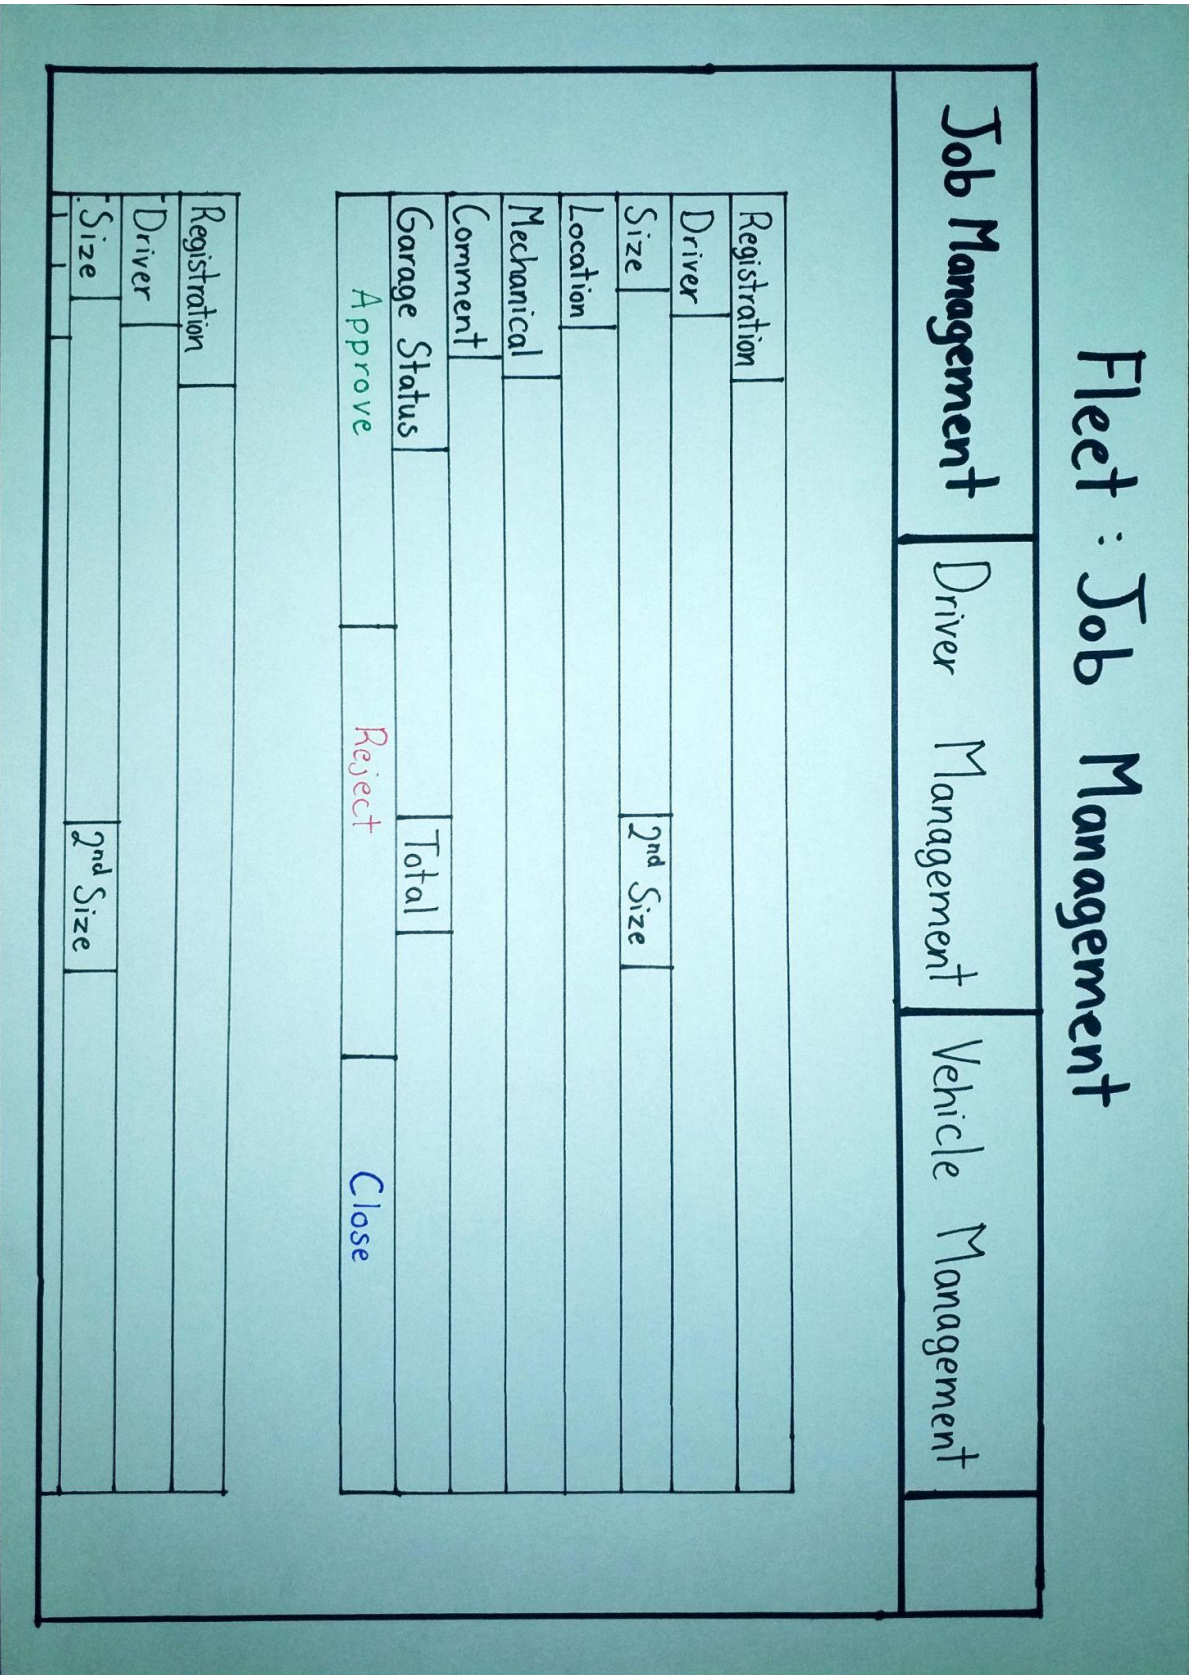 Fleet : Job Management
Job Management Driver Management Vehicle Management
Registration
Driver
Size 2nd Size
Location
Mechanical
Comment
Garage Status Total
Approve Reject Close
Registration
Driver
Size 2nd Size